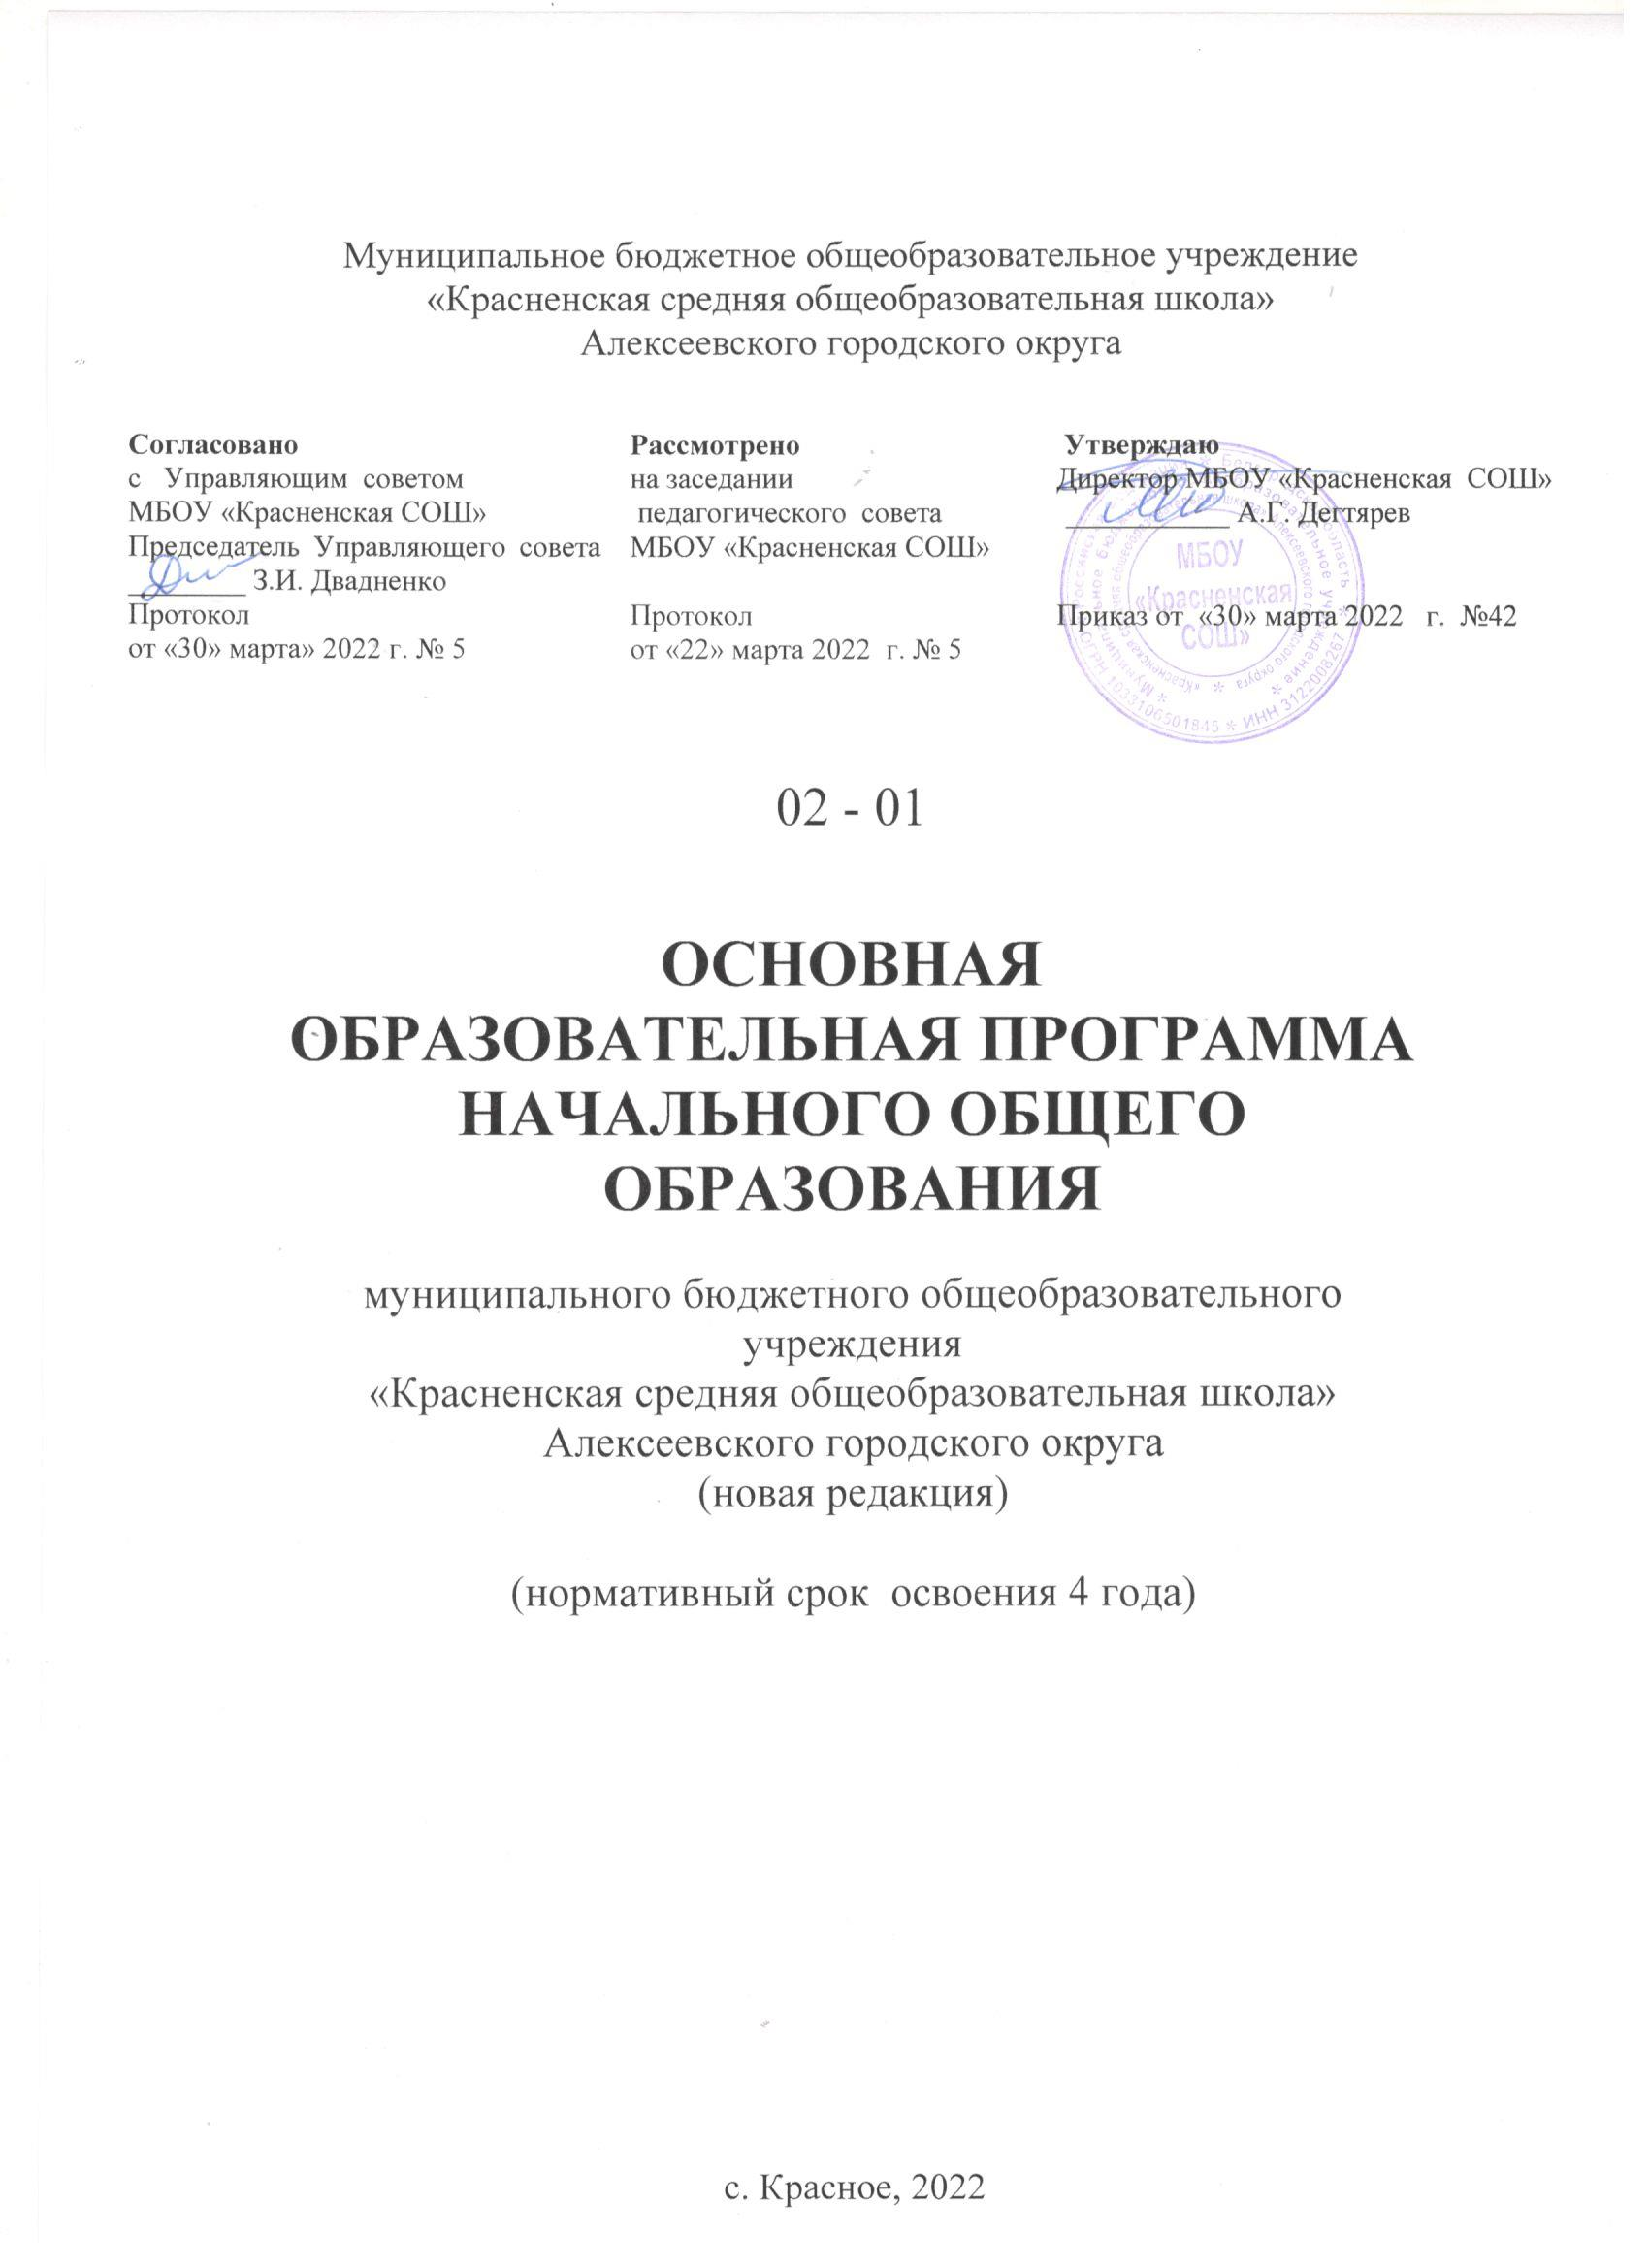 Муниципальное бюджетное общеобразовательное учреждение
«Красненская средняя общеобразовательная школа»
Алексеевского городского округа
Согласовано
с Управляющим советом
МБОУ «Красненская СОШ»
Председатель Управляющего совета
З.И. Двадненко
Протокол
от «30» марта» 2022 г. № 5
Рассмотрено
на заседании
педагогического совета
МБОУ «Красненская СОШ»
Протокол
от «22» марта 2022 г. № 5
Утверждаю
Директор МБОУ «Красненская СОШ»
А.Г. Дегтярев
Приказ от «30» марта 2022 г. №42
МБОУ
«Красненская
СОШ»
1033106501845 * ИНН 3122008267 *
02 - 01
ОСНОВНАЯ
ОБРАЗОВАТЕЛЬНАЯ ПРОГРАММА
НАЧАЛЬНОГО ОБЩЕГО
ОБРАЗОВАНИЯ
муниципального бюджетного общеобразовательного
учреждения
«Красненская средняя общеобразовательная школа»
Алексеевского городского округа
(новая редакция)
(нормативный срок освоения 4 года)
с. Красное, 2022